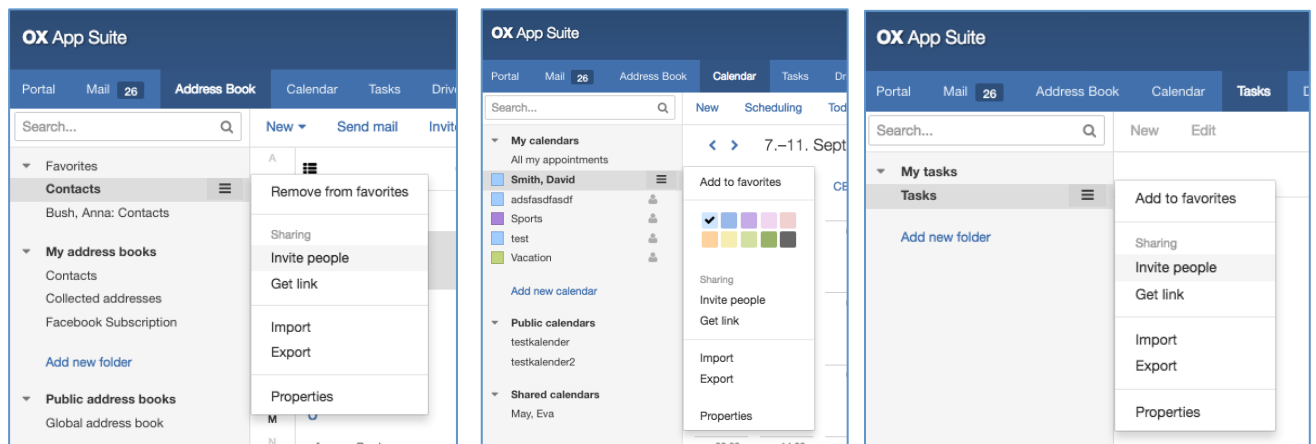 OX App Suite
Portal Mail 26 Address Book Calendar Tasks
Search...
New Send mail
Favorites
Contacts
Bush, Anna: Contacts
My address books
Contacts
Collected addresses
Facebook Subscription
Add new folder
Public address books
Global address book
A
M
N
Remove from favorites
Sharing
Invite people
Get link
Import
Export
Properties
OX App Suite
Portal Mail 26 Address Book Calendar Tasks
Search...
New Scheduling
7.–11. Sept
My calendars
All my appointments
Smith, David
adsfasdfasdf
Sports
test
Vacation
Add new calendar
Public calendars
testkalender
testkalender2
Shared calendars
May, Eva
Add to favorites
Sharing
Invite people
Get link
Import
Export
Properties
OX App Suite
Portal Mail 26 Address Book Calendar Tasks
Search...
New Edit
My tasks
Tasks
Add new folder
Add to favorites
Sharing
Invite people
Get link
Import
Export
Properties